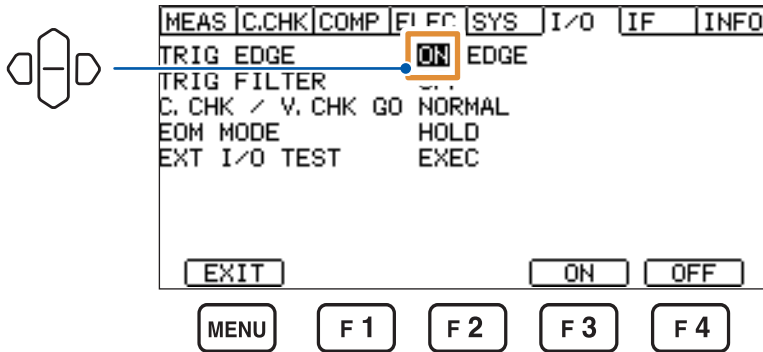 MEAS C.CHK COMP ELEC SYS I/O IF INFO
TRIG EDGE ON EDGE
TRIG FILTER
C. CHK / V. CHK GO NORMAL
EOM MODE HOLD
EXT I/O TEST EXEC
EXIT ON OFF
MENU F 1 F 2 F 3 F 4